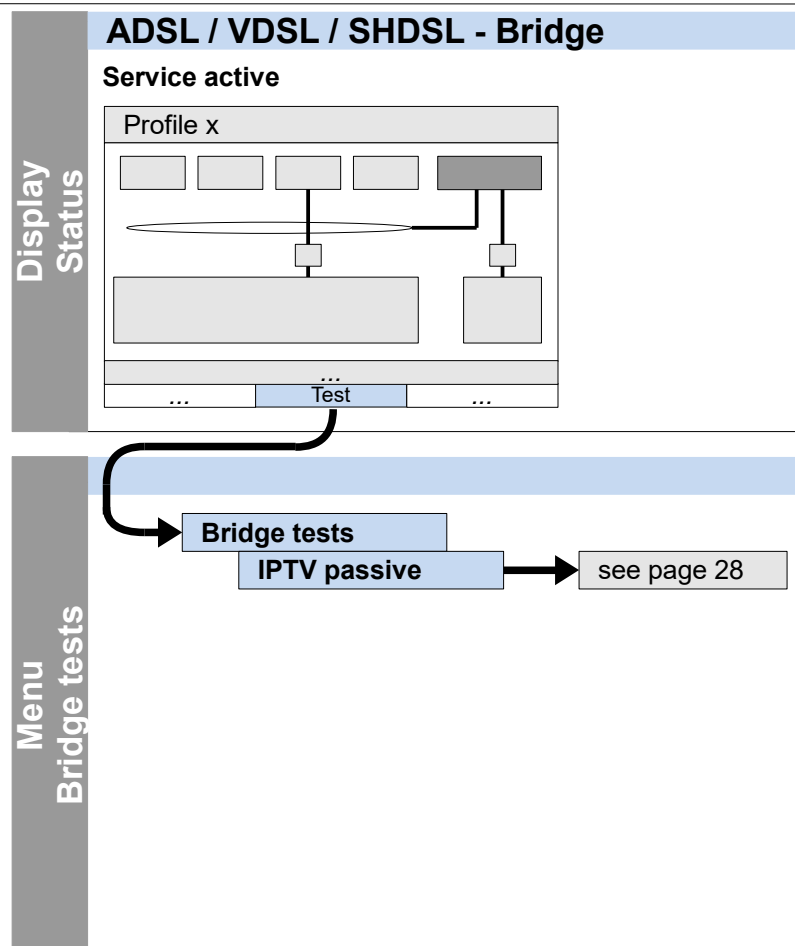 ADSL / VDSL / SHDSL - Bridge
Display
Status
Service active
Profile x
...
...
Test
...
Menu
Bridge tests
Bridge tests
IPTV passive
see page 28